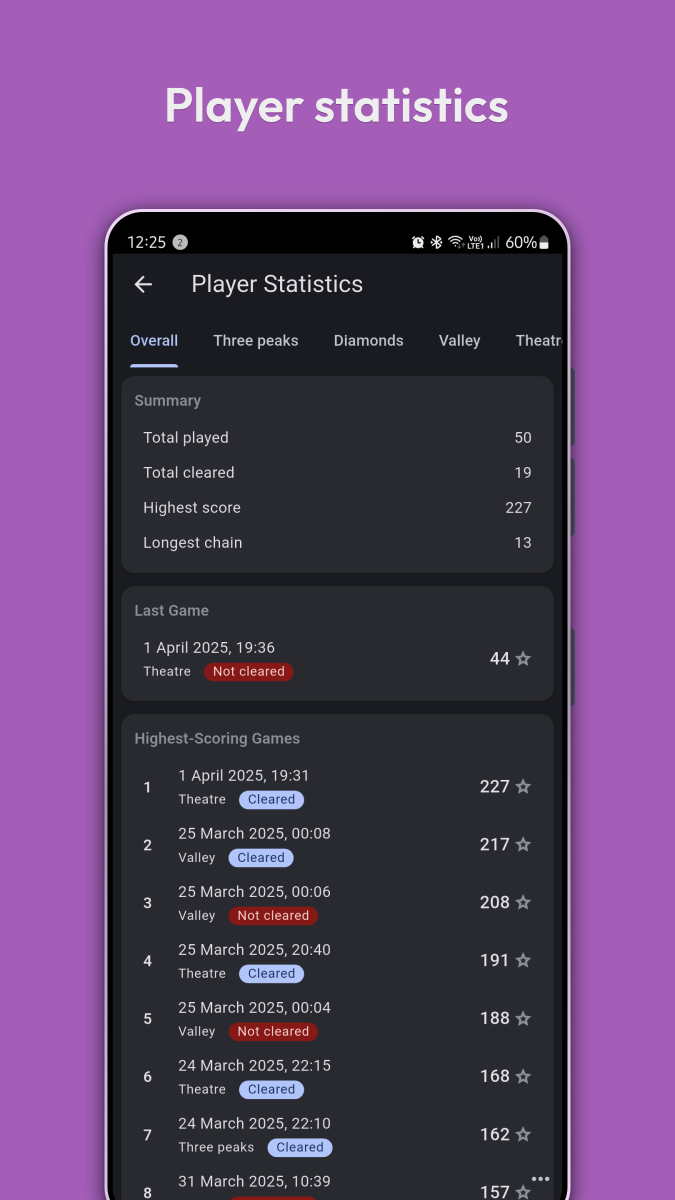 Player statistics
12:25 2 Vo)) LTE1 60%
Player Statistics
Overall Three peaks Diamonds Valley Theatr
Summary
Total played 50
Total cleared 19
Highest score 227
Longest chain 13
Last Game
1 April 2025, 19:36
44
Theatre Not cleared
Highest-Scoring Games
1 April 2025, 19:31
1 227
Theatre Cleared
25 March 2025, 00:08
2 217
Valley Cleared
25 March 2025, 00:06
3 208
Valley Not cleared
25 March 2025, 20:40
4 191
Theatre Cleared
25 March 2025, 00:04
5 188
Valley Not cleared
24 March 2025, 22:15
6 168
Theatre Cleared
24 March 2025, 22:10
7 162
Three peaks Cleared
31 March 2025, 10:39
8 157